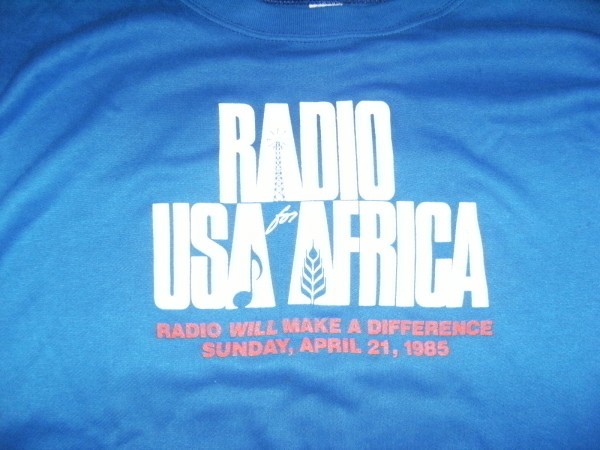 RADIO
USA for AFRICA
RADIO WILL MAKE A DIFFERENCE
SUNDAY, APRIL 21, 1985